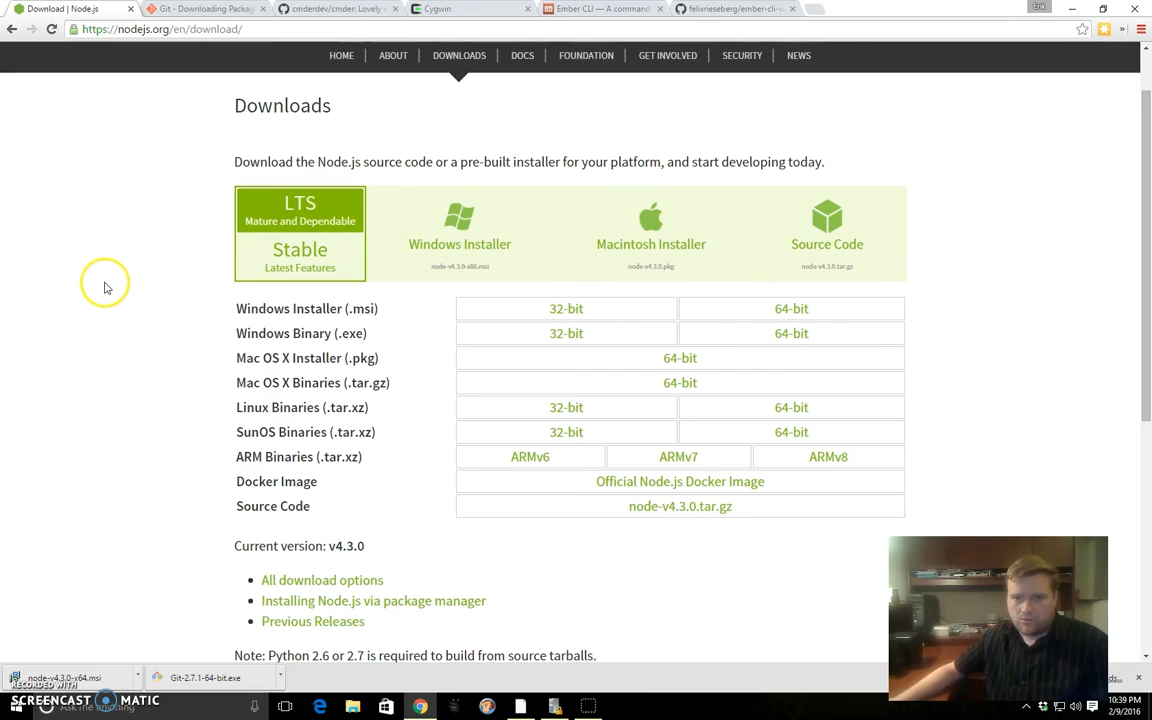 Download | Node.js
Git - Downloading Packag
cmderdev/cmder: Lovely c
Cygwin
Ember CLI — A command
felixrieseberg/ember-cli-w
Erik
https://nodejs.org/en/download/
HOME
ABOUT
DOWNLOADS
DOCS
FOUNDATION
GET INVOLVED
SECURITY
NEWS
Downloads
Download the Node.js source code or a pre-built installer for your platform, and start developing today.
LTS
Mature and Dependable
Stable
Latest Features
Windows Installer
node-v4.3.0-x86.msi
Macintosh Installer
node-v4.3.0.pkg
Source Code
node-v4.3.0.tar.gz
Windows Installer (.msi) 32-bit 64-bit
Windows Binary (.exe) 32-bit 64-bit
Mac OS X Installer (.pkg) 64-bit
Mac OS X Binaries (.tar.gz) 64-bit
Linux Binaries (.tar.xz) 32-bit 64-bit
SunOS Binaries (.tar.xz) 32-bit 64-bit
ARM Binaries (.tar.xz) ARMv6 ARMv7 ARMv8
Docker Image Official Node.js Docker Image
Source Code node-v4.3.0.tar.gz
Current version: v4.3.0
All download options
Installing Node.js via package manager
Previous Releases
Note: Python 2.6 or 2.7 is required to build from source tarballs.
node-v4.3.0-x64.msi
Git-2.7.1-64-bit.exe
RECORDED WITH
SCREENCAST MATIC
10:39 PM
2/9/2016